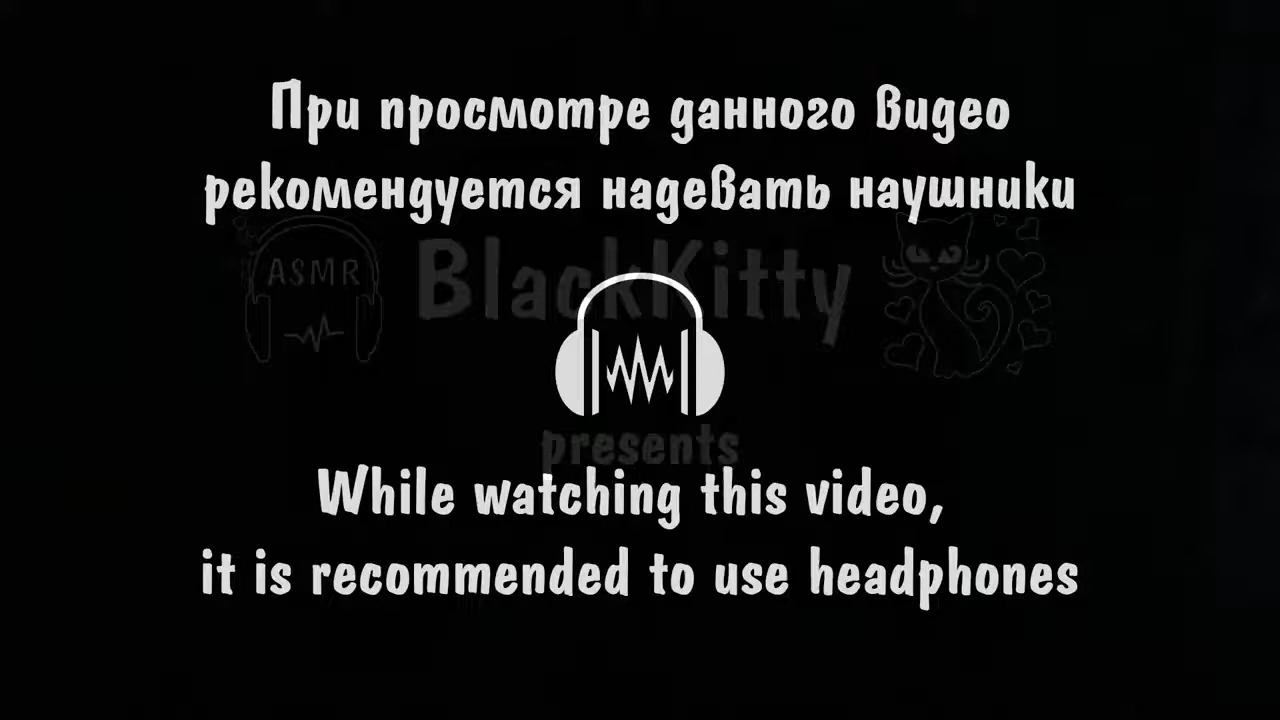 При просмотре данного видео
рекомендуется надевать наушники
ASMR
BlackKitty
presents
While watching this video,
it is recommended to use headphones